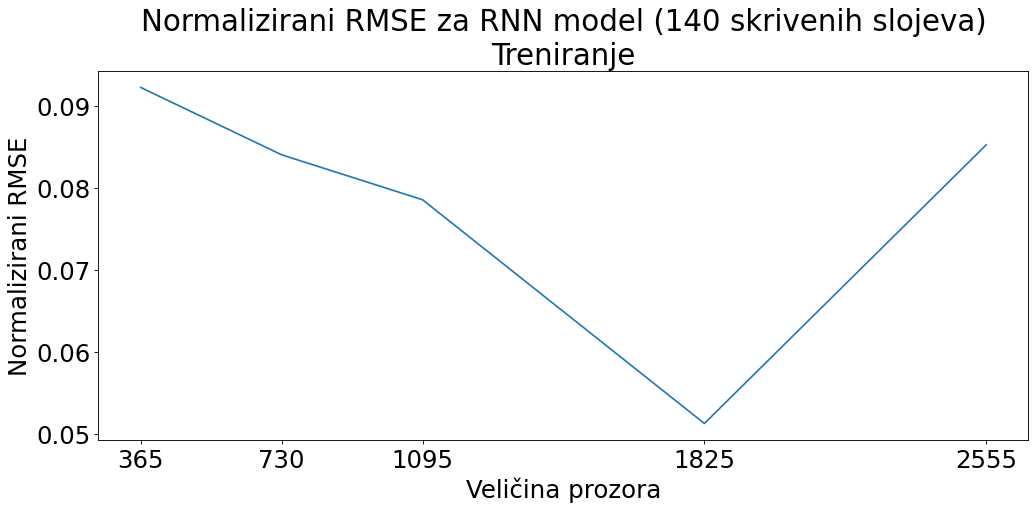 Normalizirani RMSE za RNN model (140 skrivenih slojeva)
Treniranje
Normalizirani RMSE
0.09
0.08
0.07
0.06
0.05
365 730 1095 1825 2555
Veličina prozora